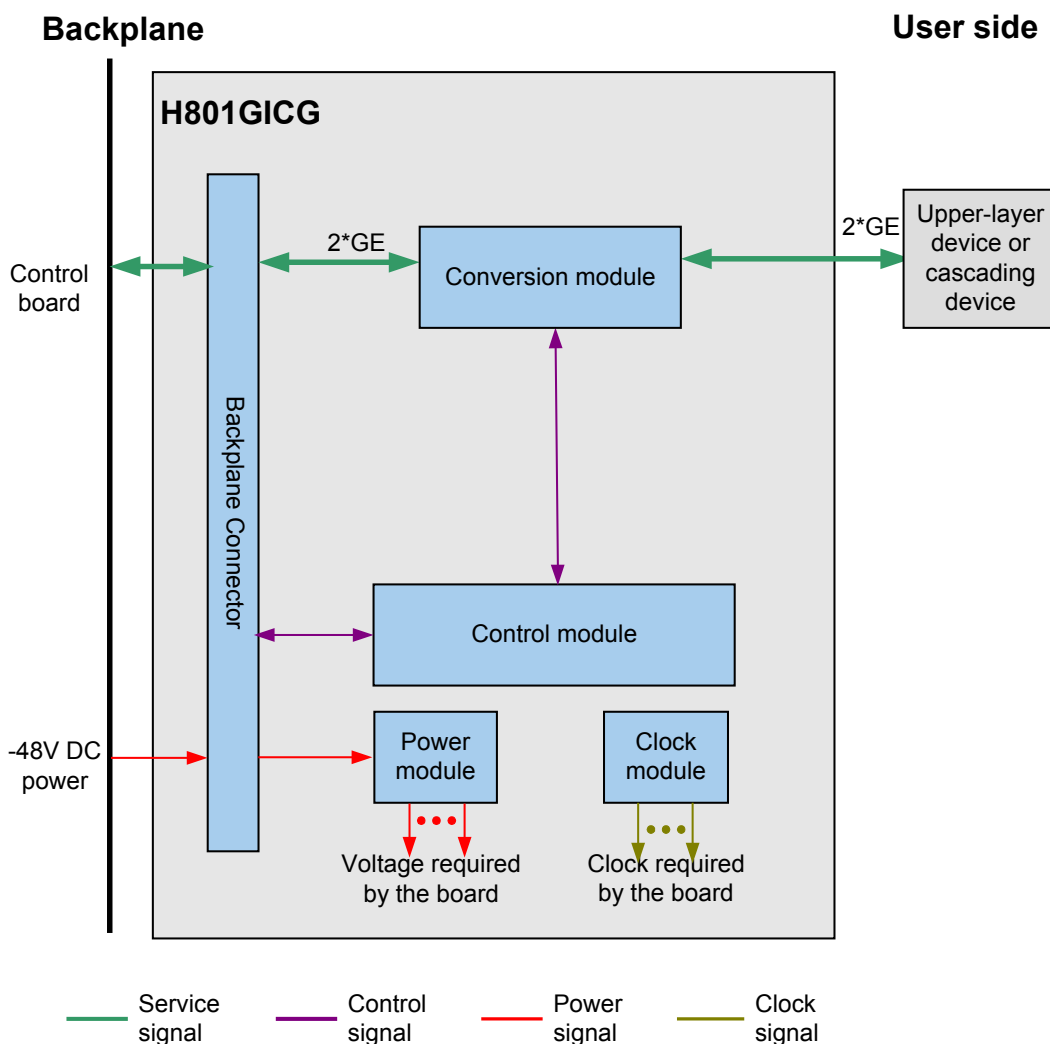 Backplane
User side
H801GICG
Control
board
2*GE
Conversion module
2*GE
Upper-layer
device or
cascading
device
Backplane Connector
Control module
-48V DC
power
Power
module
Clock
module
Voltage required
by the board
Clock required
by the board
Service
signal
Control
signal
Power
signal
Clock
signal